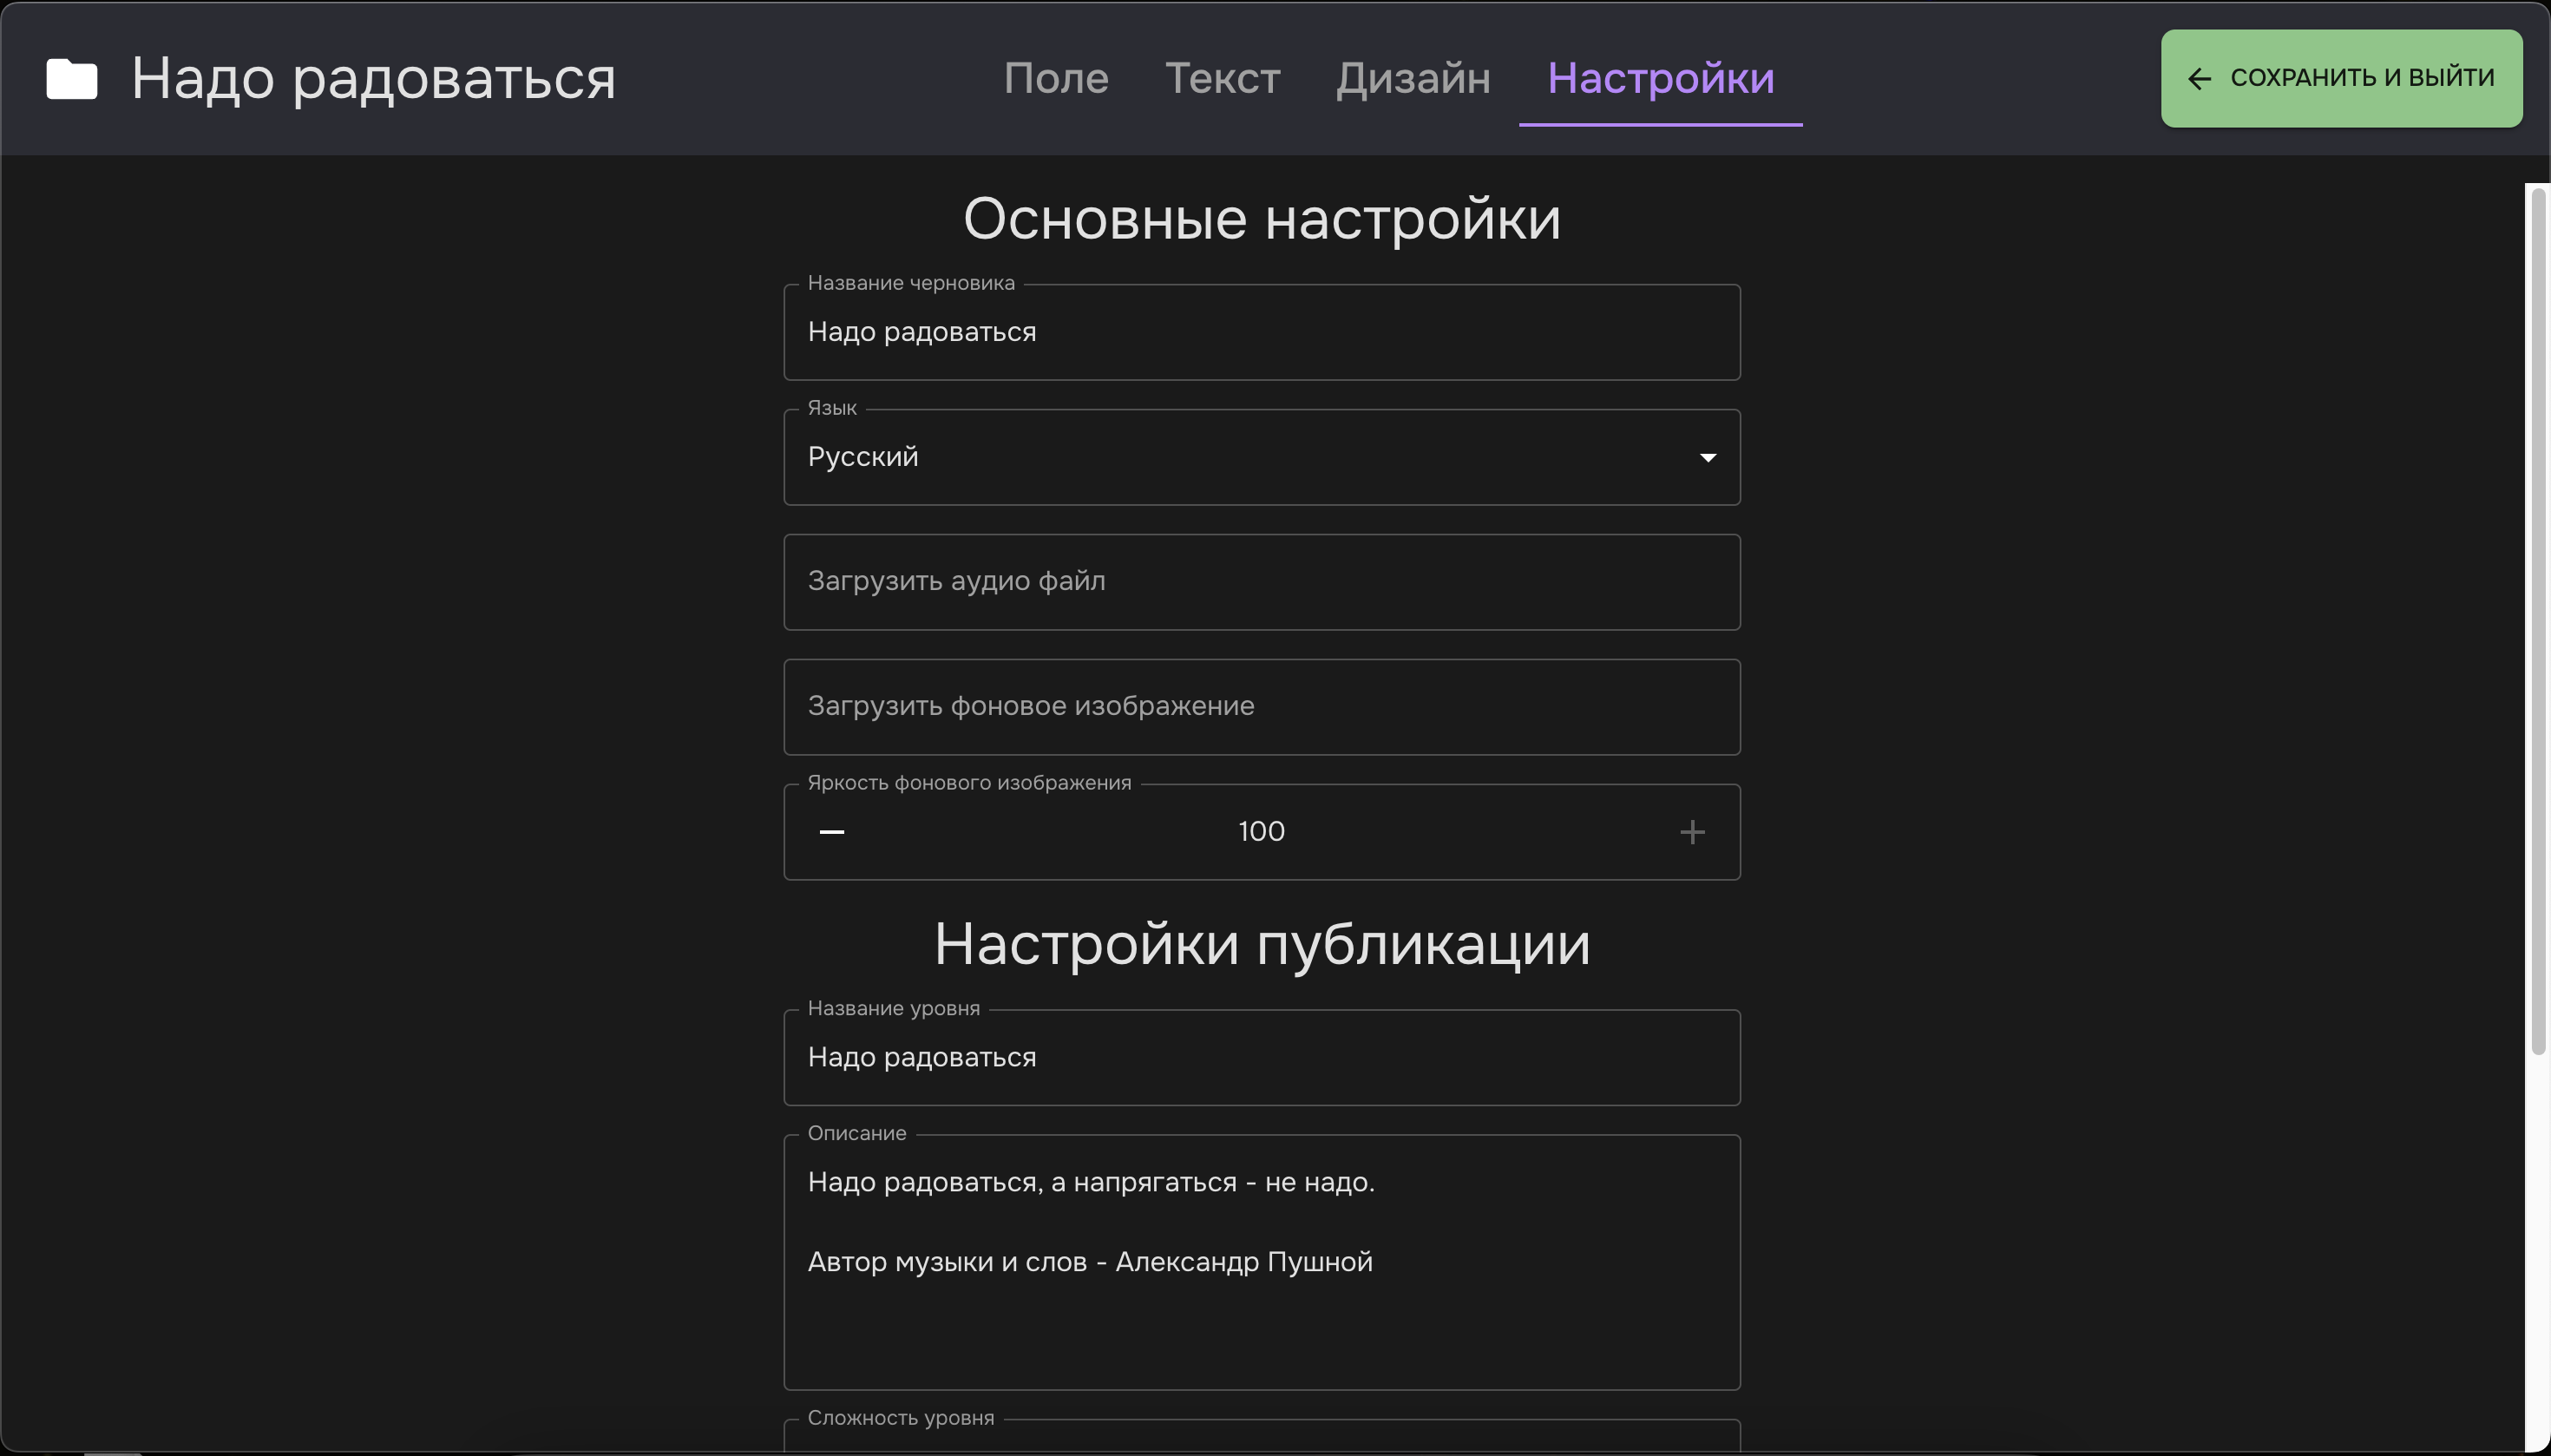 Надо радоваться
Поле
Текст
Дизайн
Настройки
СОХРАНИТЬ И ВЫЙТИ
Основные настройки
Название черновика
Надо радоваться
Язык
Русский
Загрузить аудио файл
Загрузить фоновое изображение
Яркость фонового изображения
100
Настройки публикации
Название уровня
Надо радоваться
Описание
Надо радоваться, а напрягаться - не надо.
Автор музыки и слов - Александр Пушной
Сложность уровня